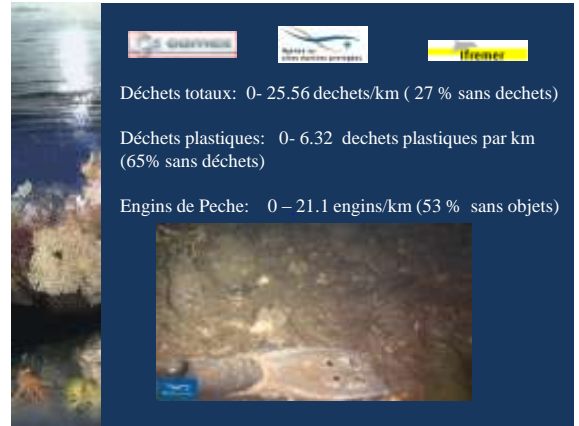 ifremer
Déchets totaux: 0- 25.56 dechets/km ( 27 % sans dechets)
Déchets plastiques: 0- 6.32 dechets plastiques par km
(65% sans déchets)
Engins de Peche: 0 – 21.1 engins/km (53 % sans objets)